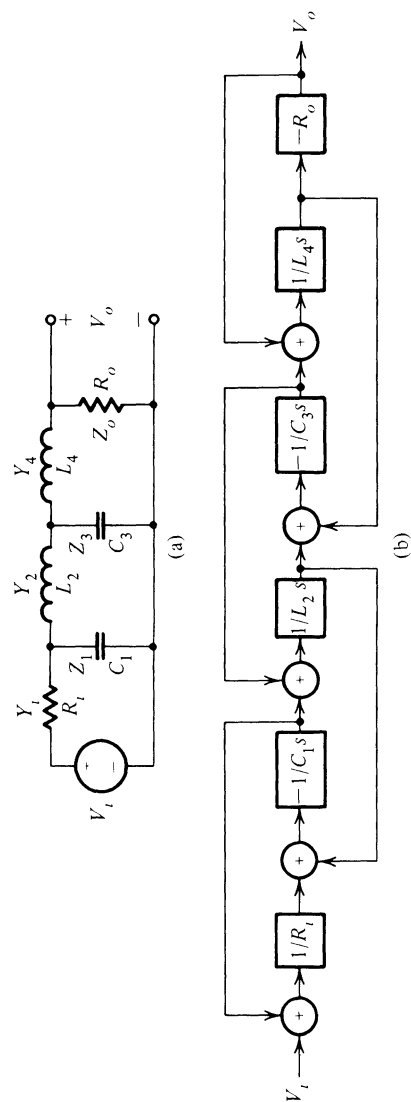 Y_i
R_i
V_i
+
−
Z_1
C_1
Y_2
L_2
Z_3
C_3
Y_4
L_4
Z_o
R_o
+
V_o
−
(a)
V_i
+
1/R_i
+
−1/C_1s
+
1/L_2s
+
−1/C_3s
+
1/L_4s
−R_o
V_o
(b)